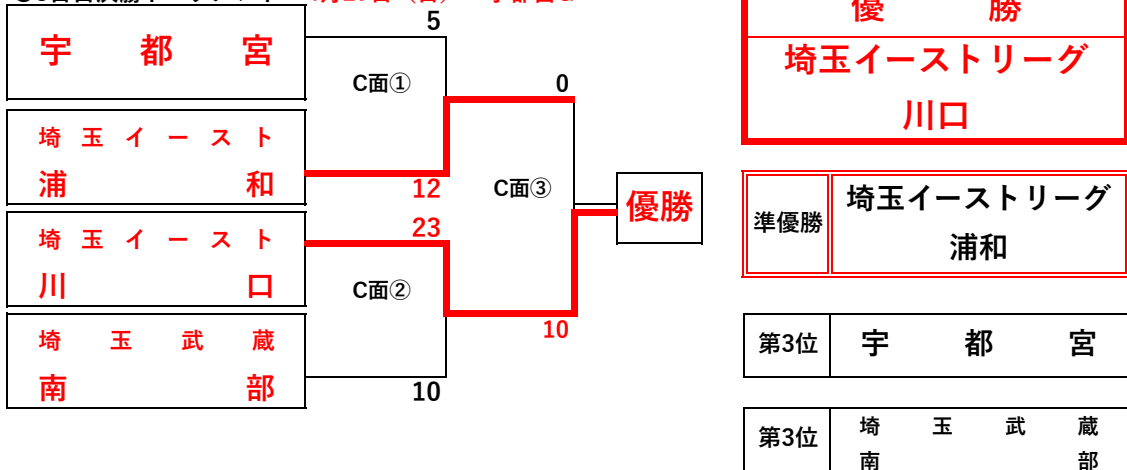 5
宇都宮
C面①
0
埼玉イースト
浦和
12
C面③
優勝
23
埼玉イースト
川口
C面②
10
埼玉武蔵
南部
10
優勝
埼玉イーストリーグ
川口
準優勝
埼玉イーストリーグ
浦和
第3位
宇都宮
第3位
埼玉武蔵
南部